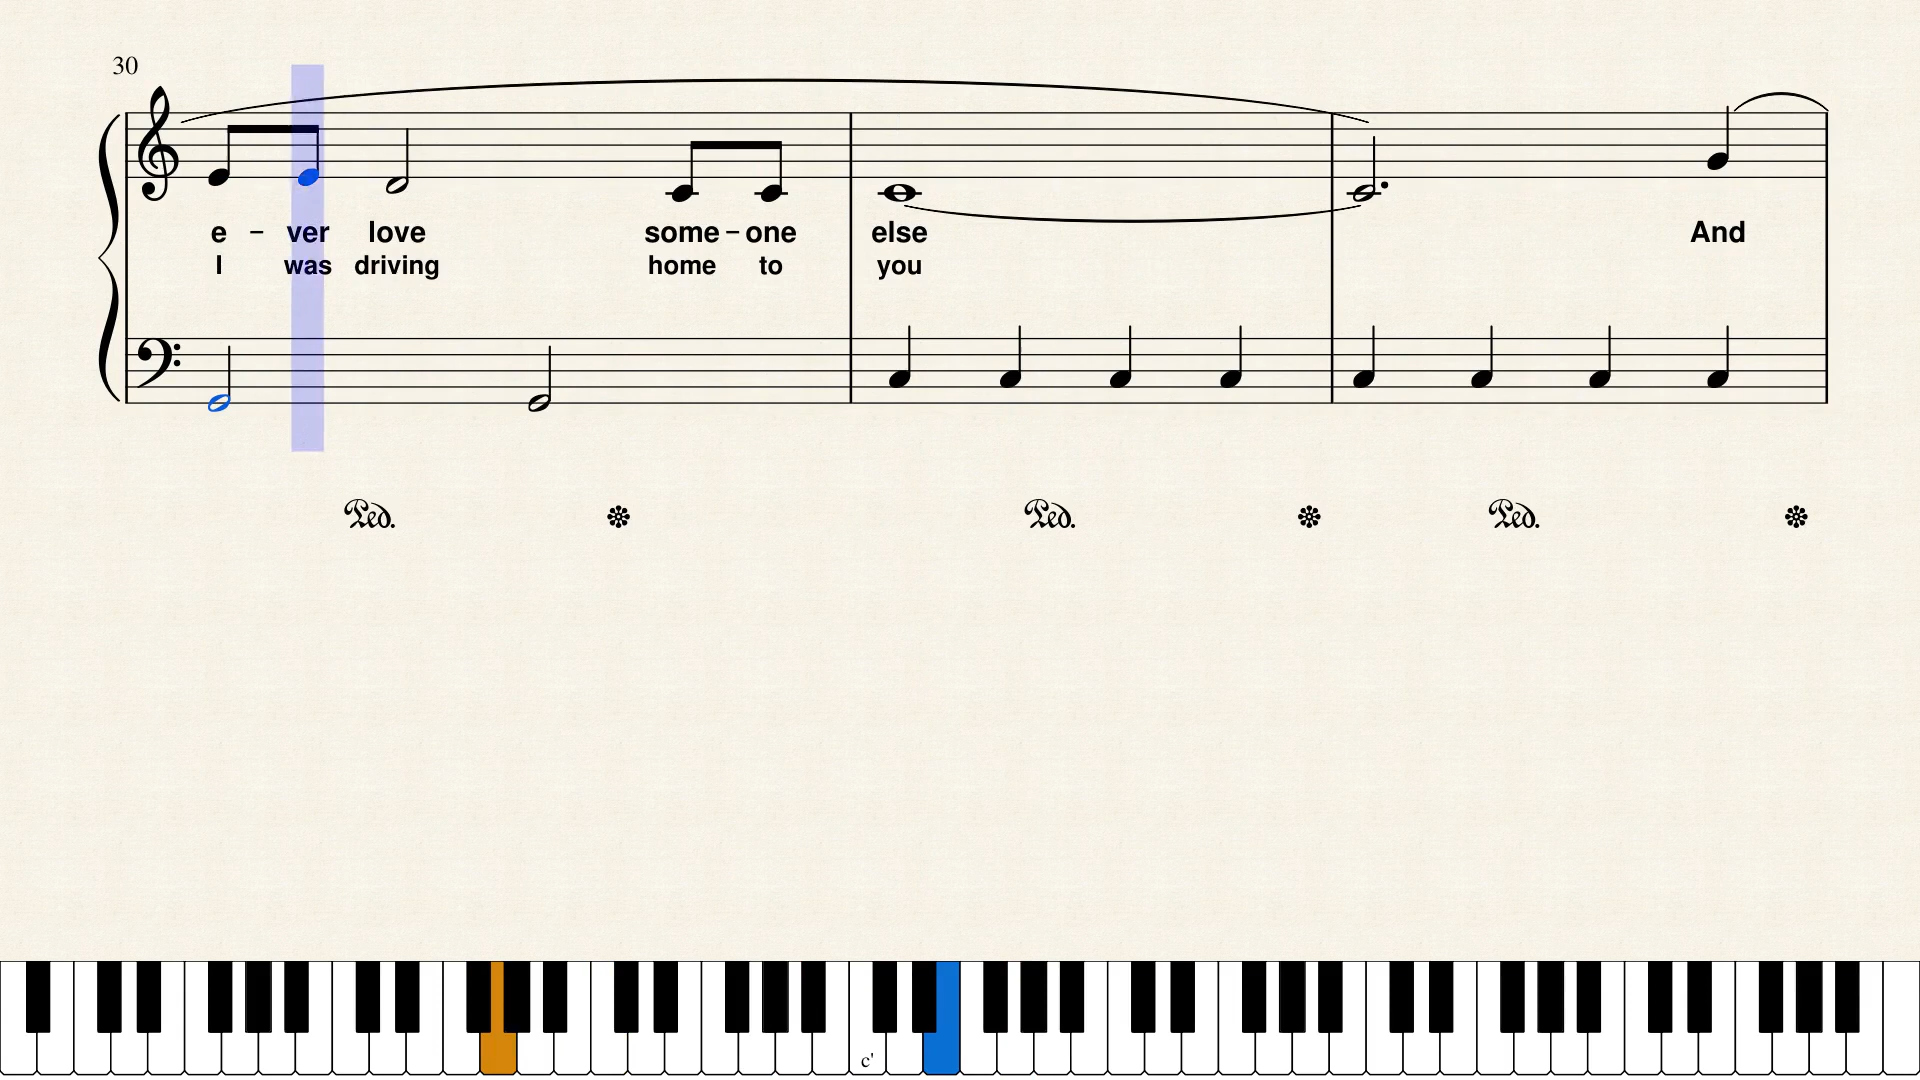 30
e - ver love some - one else And
I was driving home to you
Ped. Ped. Ped.
c'